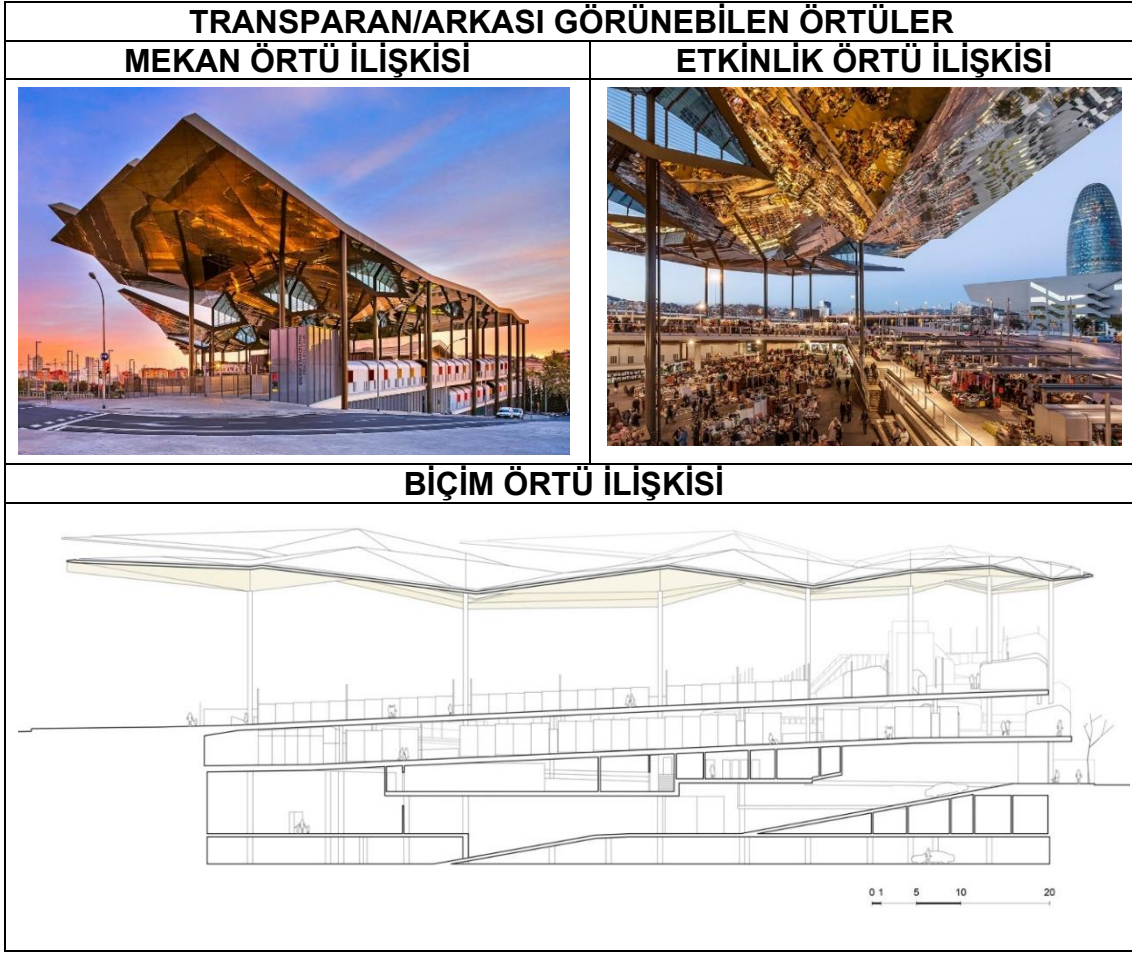 TRANSPARAN/ARKASI GÖRÜNEBİLEN ÖRTÜLER
MEKAN ÖRTÜ İLİŞKİSİ
ETKİNLİK ÖRTÜ İLİŞKİSİ
BİÇİM ÖRTÜ İLİŞKİSİ
0 1 5 10 20